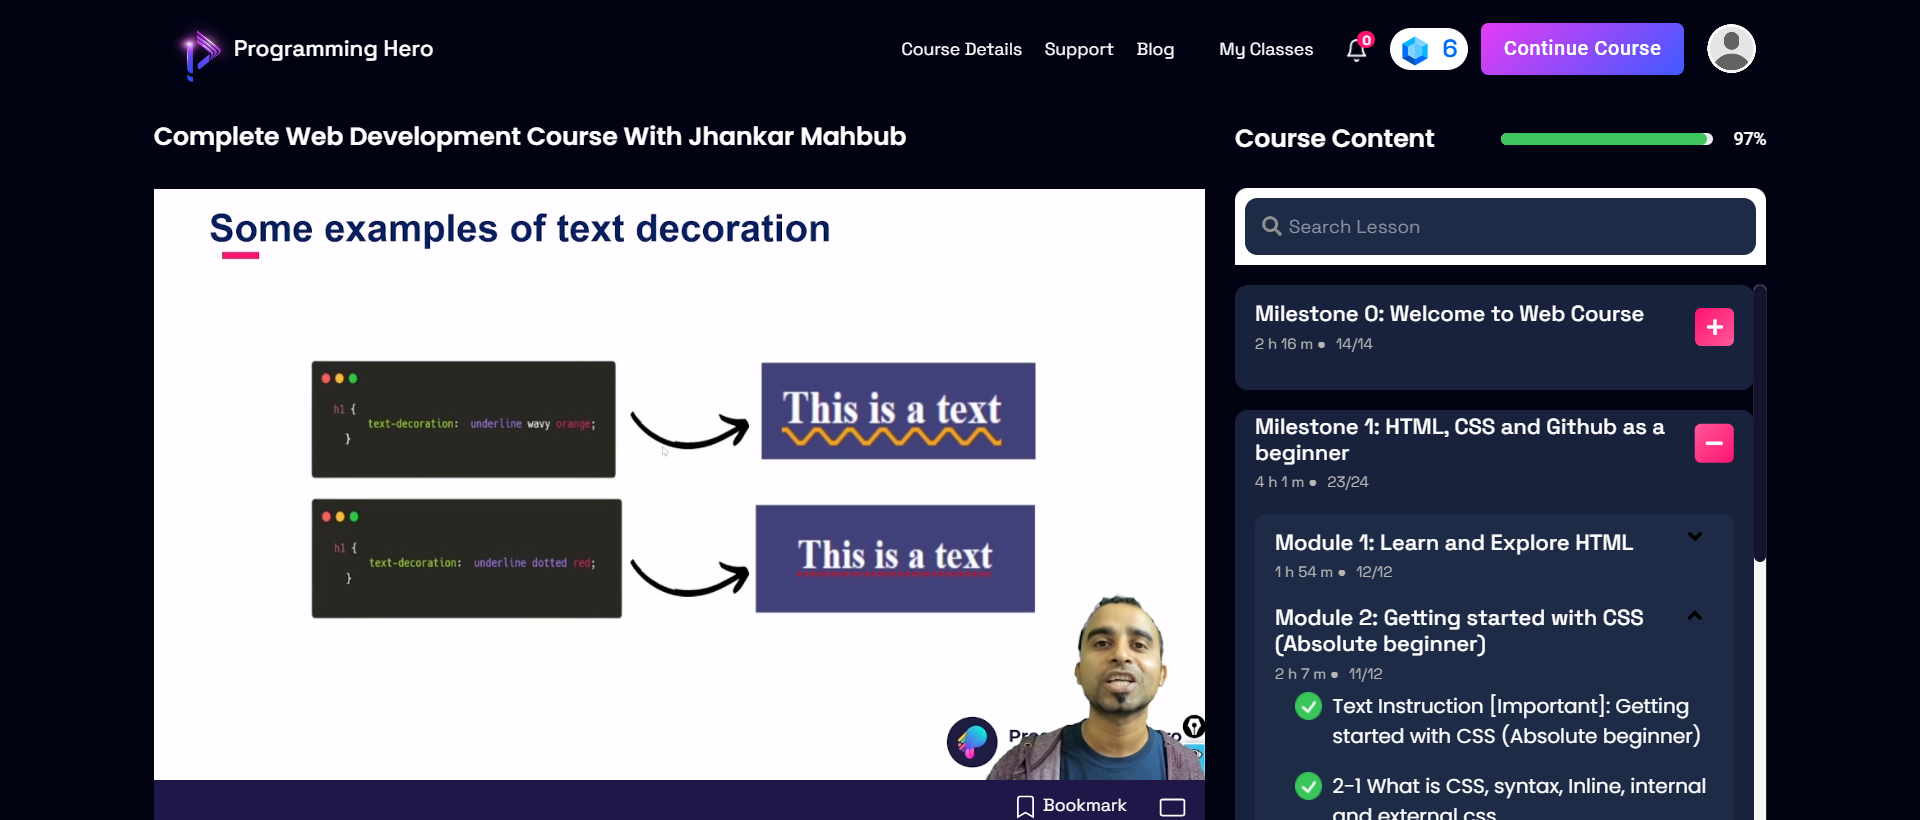 Programming Hero
Course Details
Support
Blog
My Classes
0
6
Continue Course
Complete Web Development Course With Jhankar Mahbub
Some examples of text decoration
h1 {
text-decoration: underline wavy orange;
}
This is a text
h1 {
text-decoration: underline dotted red;
}
This is a text
Bookmark
Course Content
97%
Search Lesson
Milestone 0: Welcome to Web Course
2 h 16 m • 14/14
Milestone 1: HTML, CSS and Github as a
beginner
4 h 1 m • 23/24
Module 1: Learn and Explore HTML
1 h 54 m • 12/12
Module 2: Getting started with CSS
(Absolute beginner)
2 h 7 m • 11/12
Text Instruction [Important]: Getting
started with CSS (Absolute beginner)
2-1 What is CSS, syntax, Inline, internal
and external css